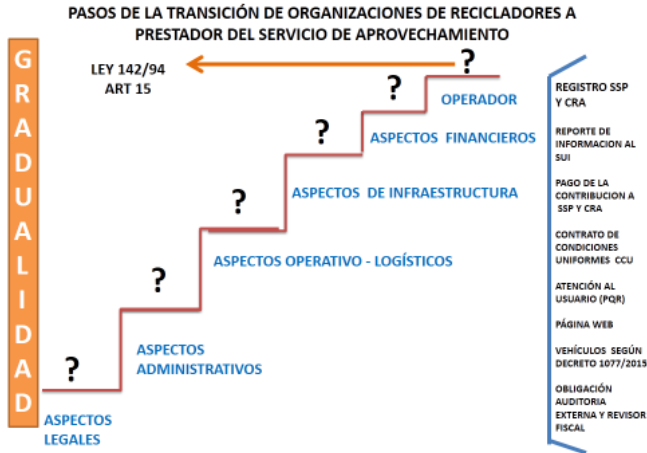 PASOS DE LA TRANSICIÓN DE ORGANIZACIONES DE RECICLADORES A
PRESTADOR DEL SERVICIO DE APROVECHAMIENTO
GRADUALIDAD
LEY 142/94
ART 15
?
OPERADOR
?
ASPECTOS FINANCIEROS
?
ASPECTOS DE INFRAESTRUCTURA
?
ASPECTOS OPERATIVO - LOGÍSTICOS
?
ASPECTOS
ADMINISTRATIVOS
?
ASPECTOS
LEGALES
REGISTRO SSP
Y CRA
REPORTE DE
INFORMACION AL
SUI
PAGO DE LA
CONTRIBUCION A
SSP Y CRA
CONTRATO DE
CONDICIONES
UNIFORMES CCU
ATENCIÓN AL
USUARIO (PQR)
PÁGINA WEB
VEHÍCULOS SEGÚN
DECRETO 1077/2015
OBLIGACIÓN
AUDITORIA
EXTERNA Y REVISOR
FISCAL